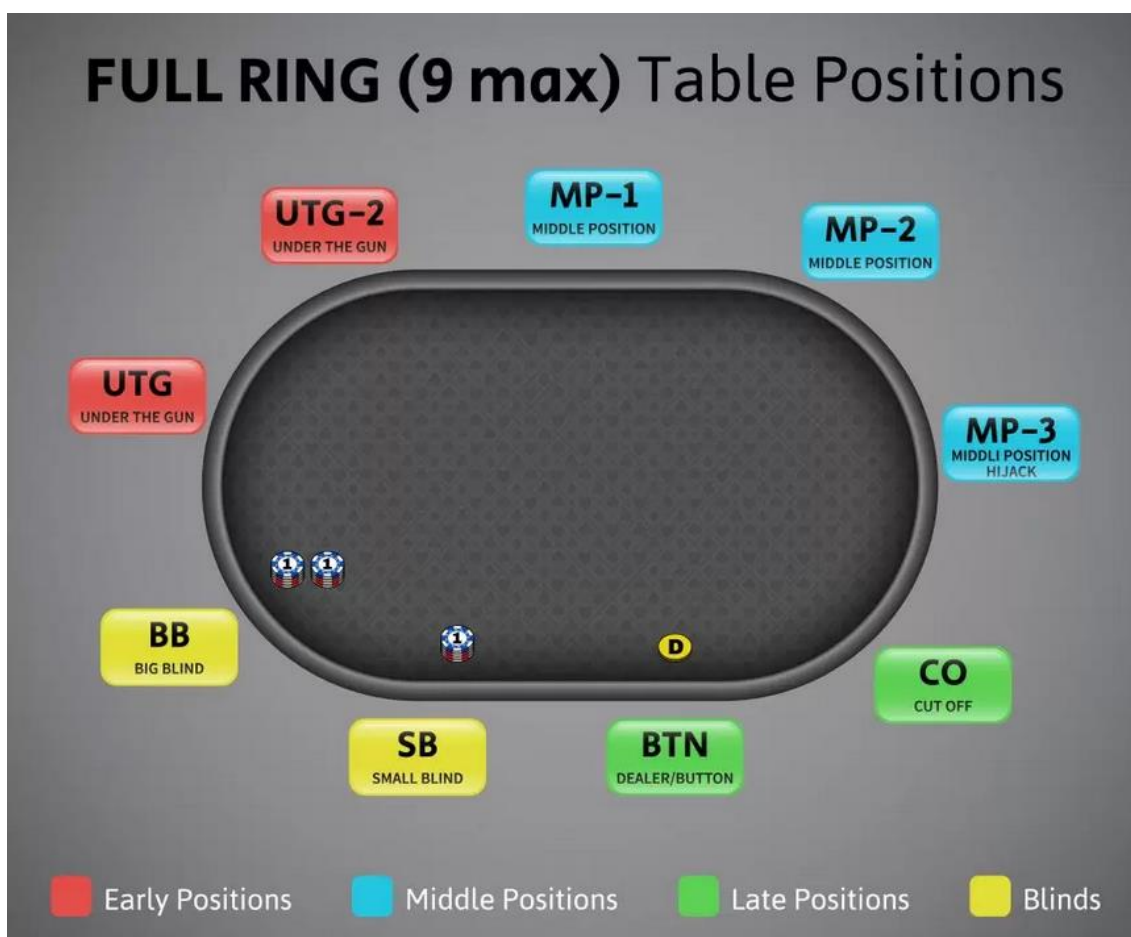 FULL RING (9 max) Table Positions
UTG-2
UNDER THE GUN
MP-1
MIDDLE POSITION
MP-2
MIDDLE POSITION
UTG
UNDER THE GUN
MP-3
MIDDLI POSITION
HIJACK
1 1
BB
BIG BLIND
1
D
CO
CUT OFF
SB
SMALL BLIND
BTN
DEALER/BUTTON
Early Positions
Middle Positions
Late Positions
Blinds